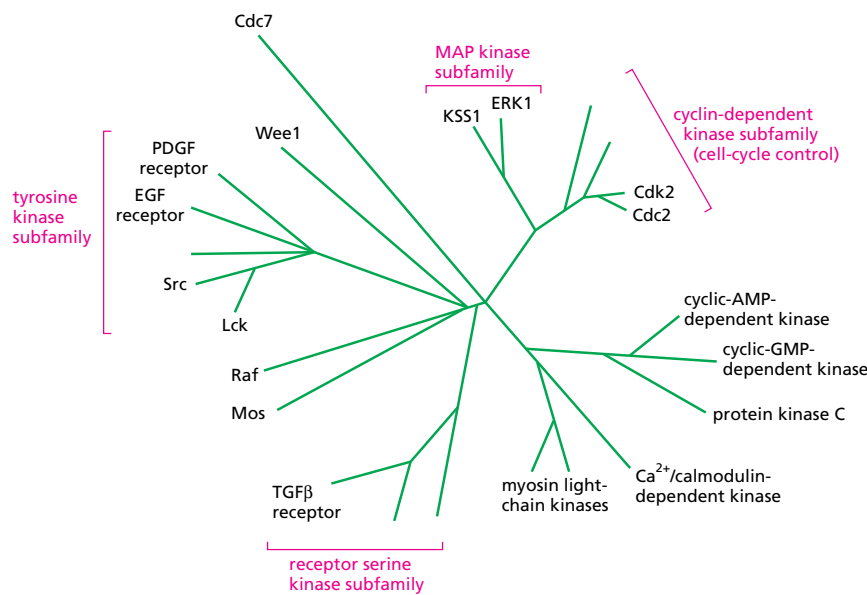 Cdc7
MAP kinase
subfamily
KSS1
ERK1
cyclin-dependent
kinase subfamily
(cell-cycle control)
Cdk2
Cdc2
Wee1
tyrosine
kinase
subfamily
PDGF
receptor
EGF
receptor
Src
Lck
Raf
Mos
cyclic-AMP-
dependent kinase
cyclic-GMP-
dependent kinase
protein kinase C
Ca²⁺/calmodulin-
dependent kinase
myosin light-
chain kinases
TGFβ
receptor
receptor serine
kinase subfamily